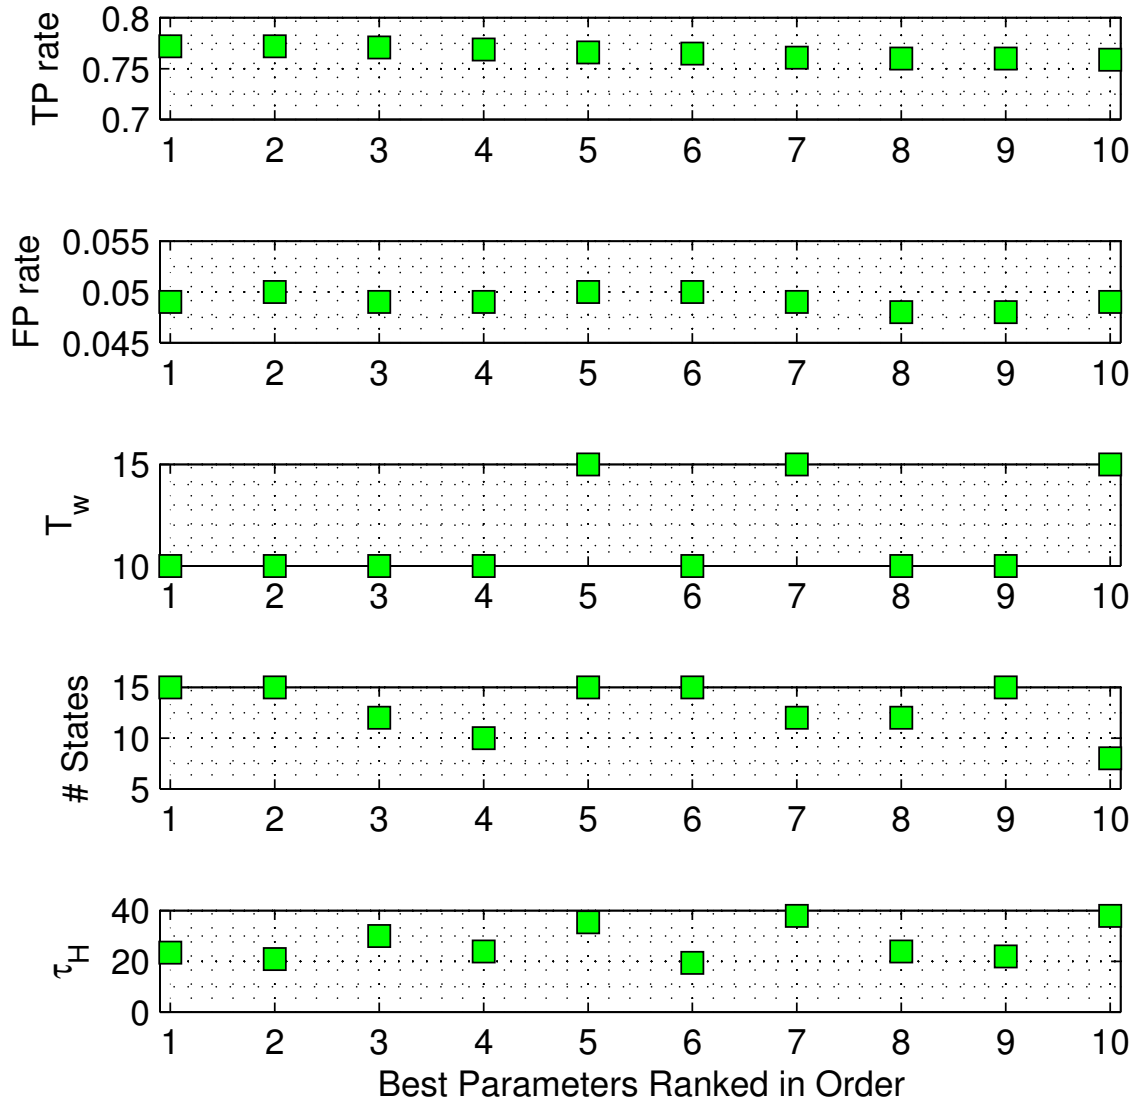 TP rate
0.8
0.75
0.7
1 2 3 4 5 6 7 8 9 10
FP rate
0.055
0.05
0.045
1 2 3 4 5 6 7 8 9 10
T_w
15
10
1 2 3 4 5 6 7 8 9 10
# States
15
10
5
1 2 3 4 5 6 7 8 9 10
τ_H
40
20
0
1 2 3 4 5 6 7 8 9 10
Best Parameters Ranked in Order